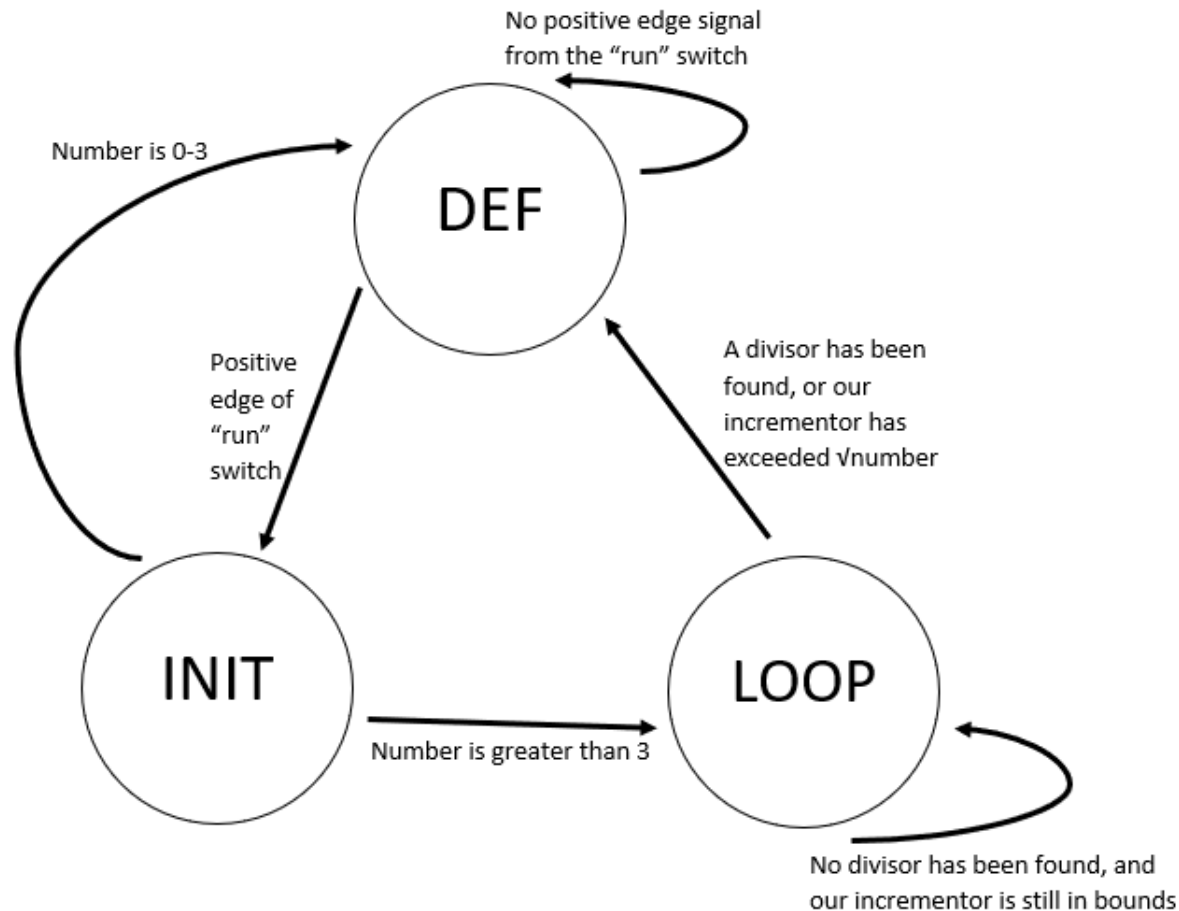 No positive edge signal
from the “run” switch
Number is 0-3
DEF
Positive
edge of
“run”
switch
A divisor has been
found, or our
incrementor has
exceeded √number
INIT
LOOP
Number is greater than 3
No divisor has been found, and
our incrementor is still in bounds